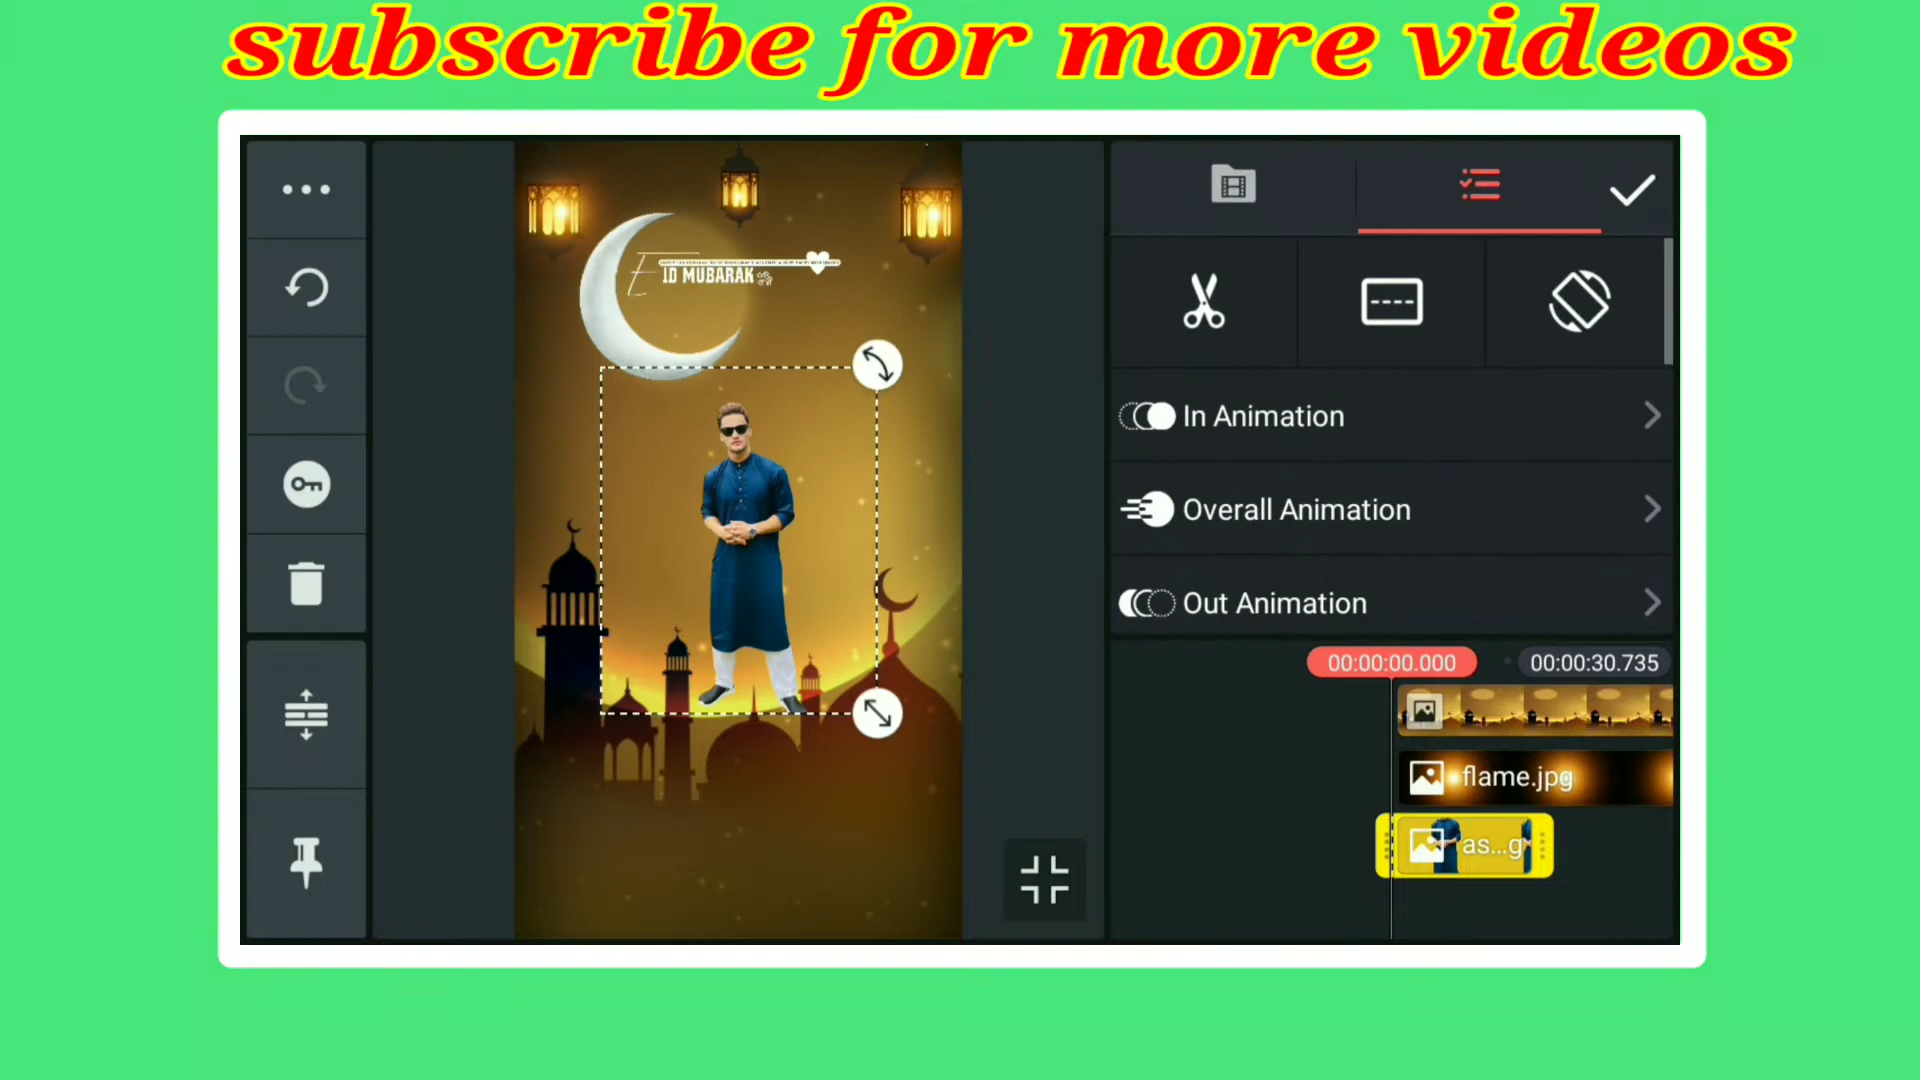 subscribe for more videos
EID MUBARAK
In Animation
Overall Animation
Out Animation
00:00:00.000
00:00:30.735
flame.jpg
as...g